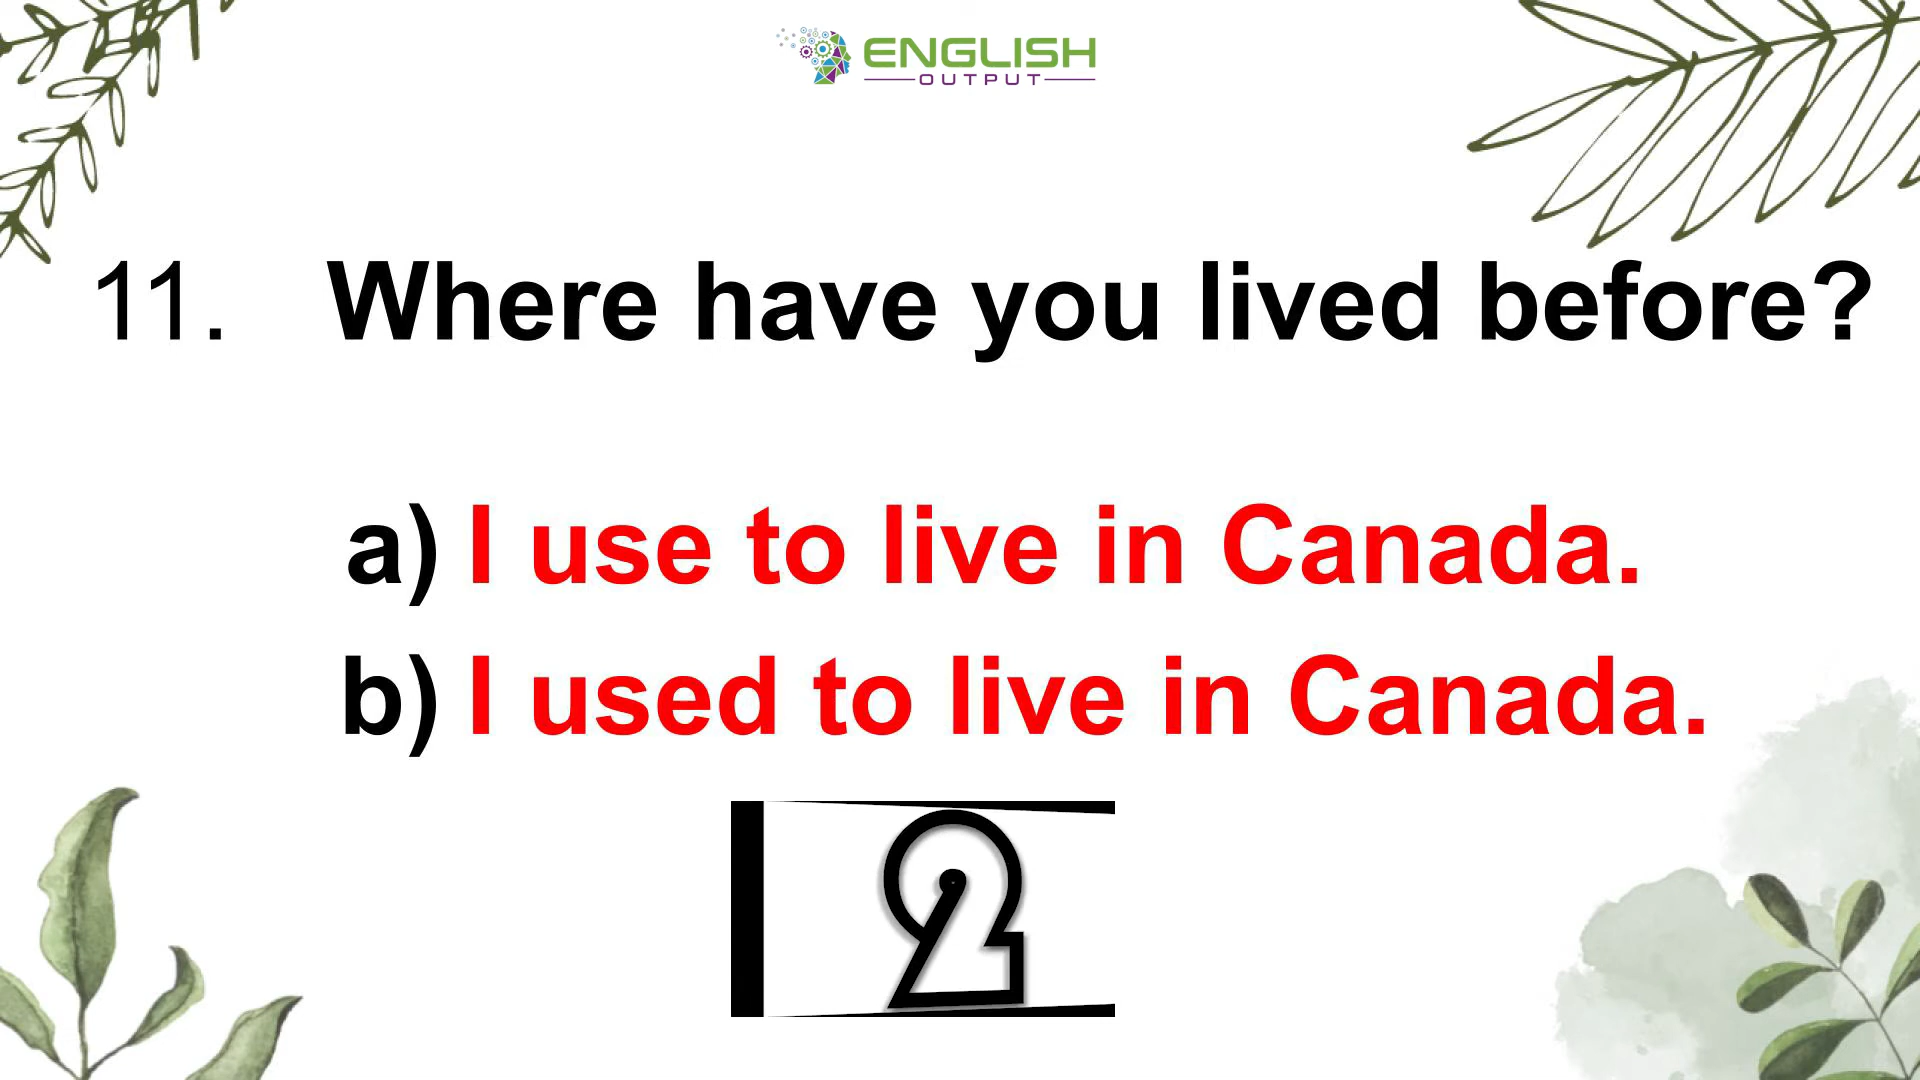 ENGLISH
OUTPUT
11. Where have you lived before?
a) I use to live in Canada.
b) I used to live in Canada.
2